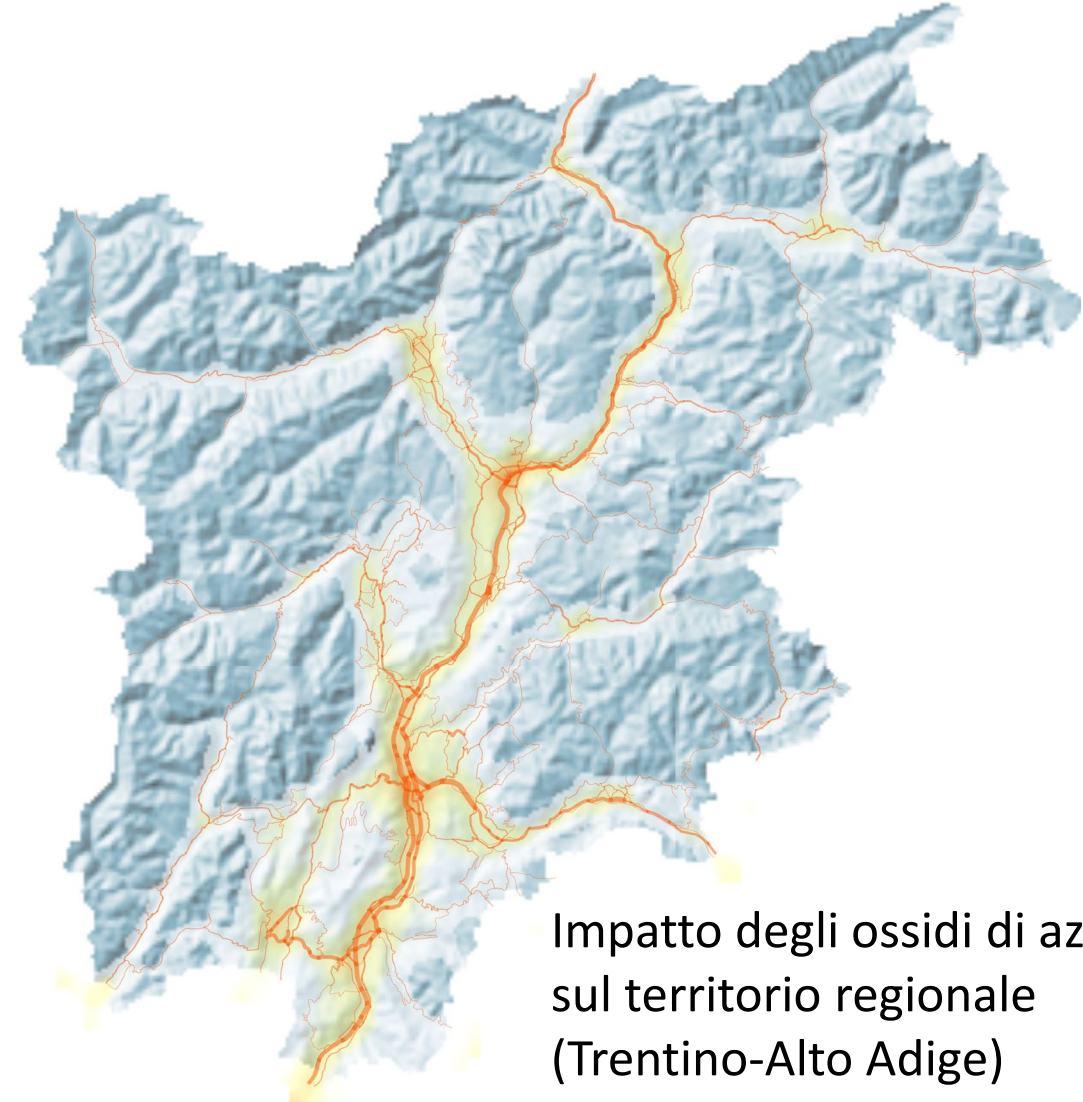 Impatto degli ossidi di az
sul territorio regionale
(Trentino-Alto Adige)